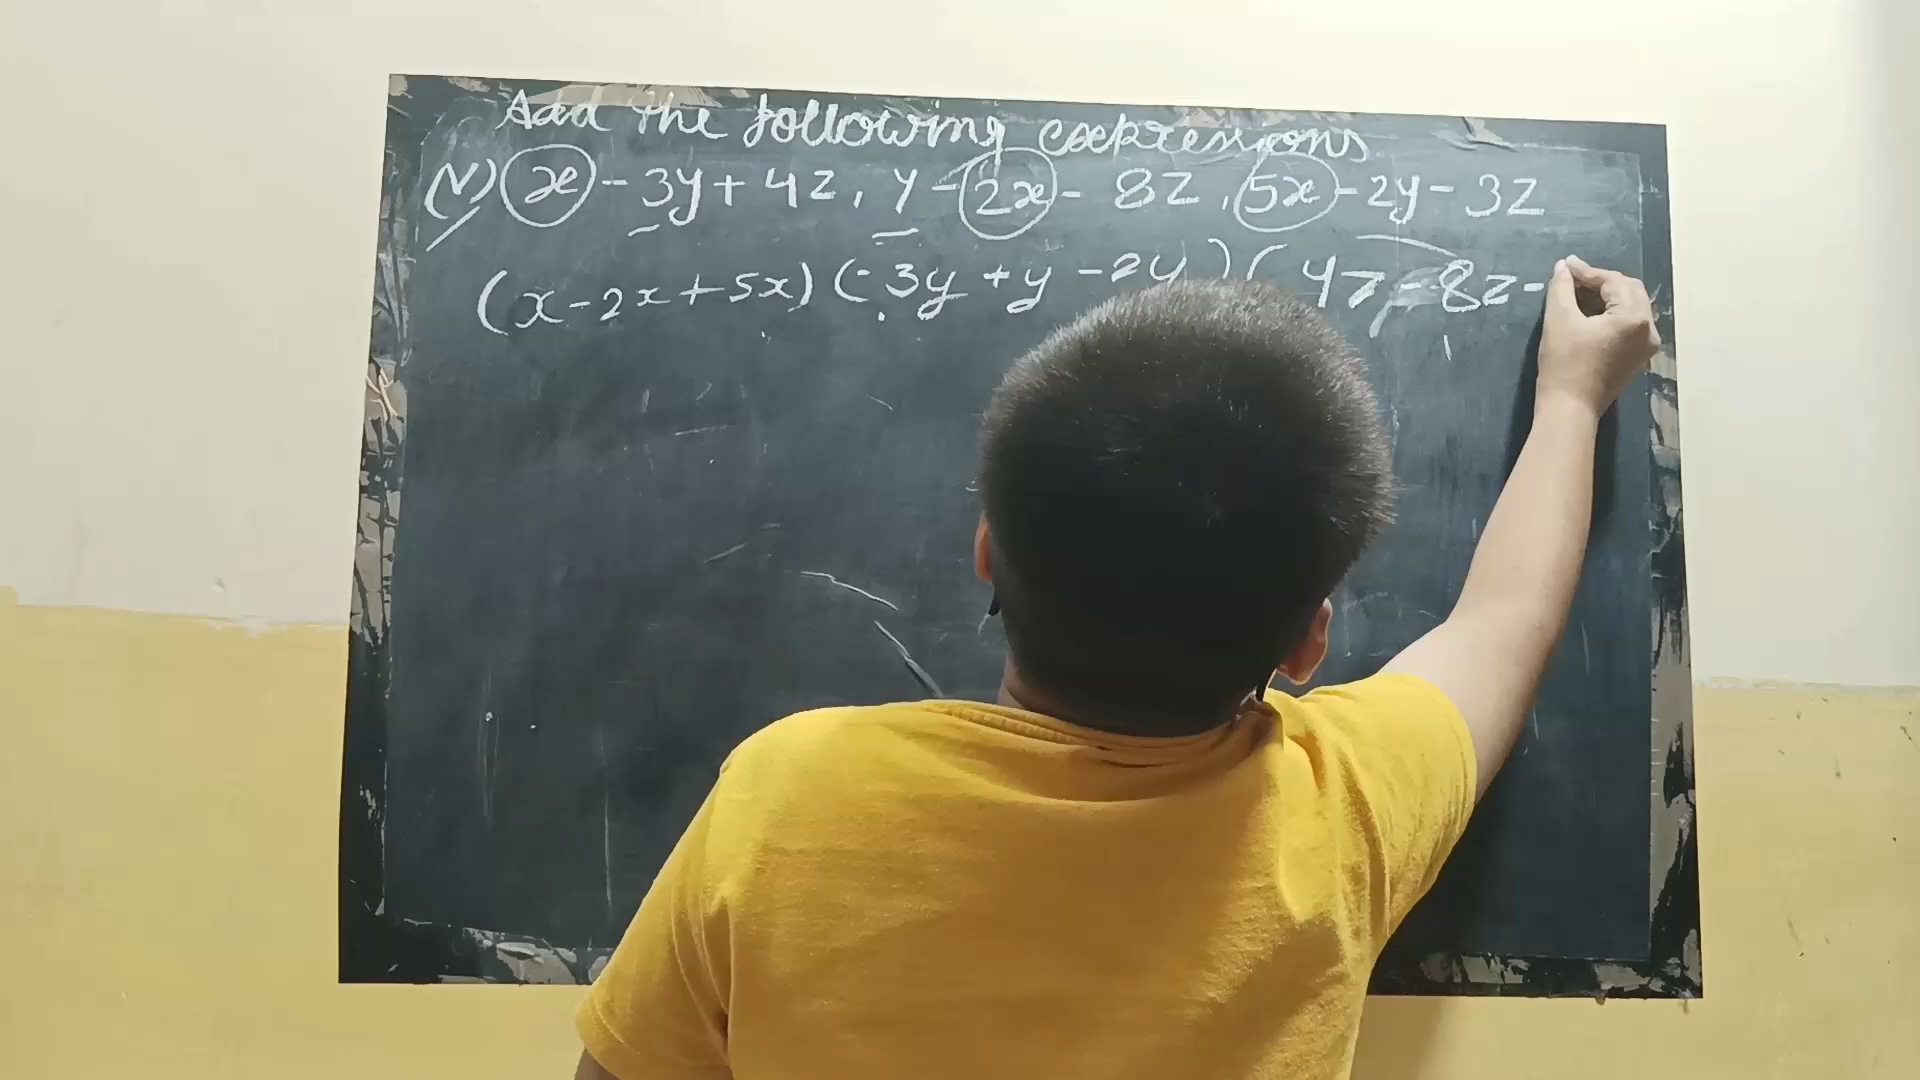 Add the following expressions
(v) x - 3y + 4z, y - 2x - 8z, 5x - 2y - 3z
(x - 2x + 5x) (- 3y + y - 2y) (4z - 8z -